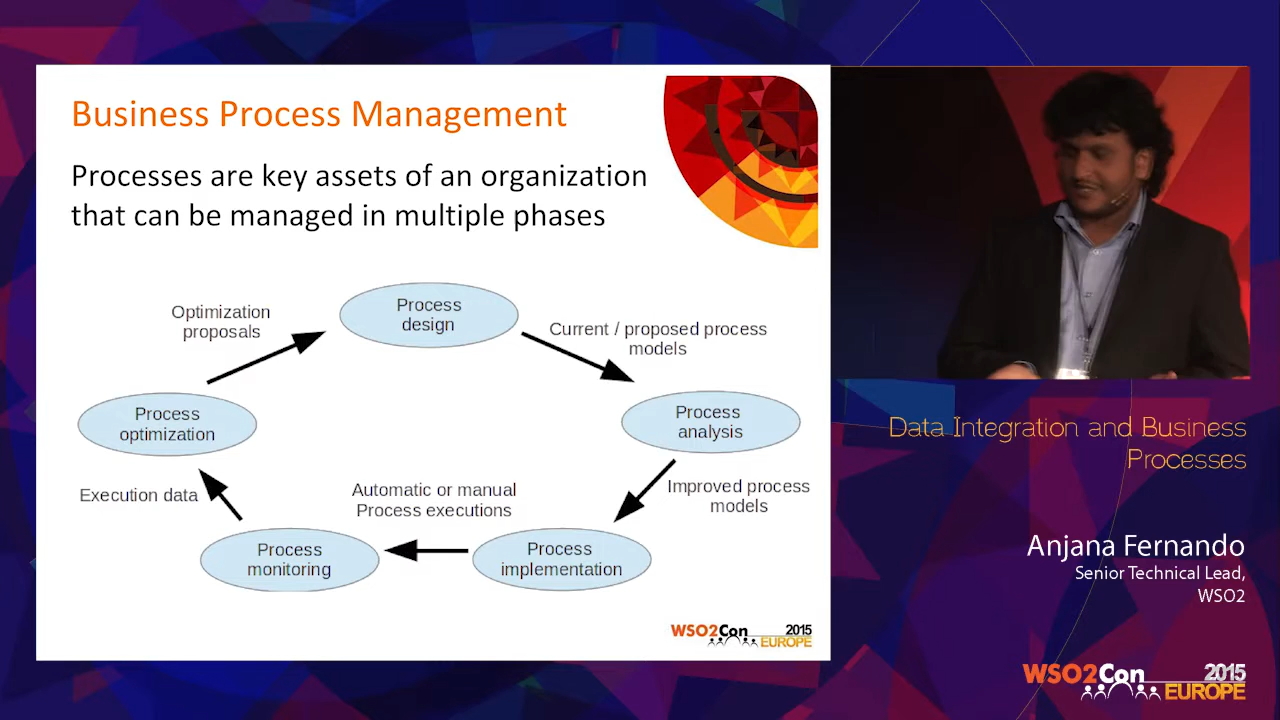 Business Process Management
Processes are key assets of an organization
that can be managed in multiple phases
Process
design
Optimization
proposals
Current / proposed process
models
Process
optimization
Process
analysis
Execution data
Automatic or manual
Process executions
Improved process
models
Process
monitoring
Process
implementation
WSO2Con 2015
EUROPE
Data Integration and Business
Processes
Anjana Fernando
Senior Technical Lead,
WSO2
WSO2Con 2015
EUROPE